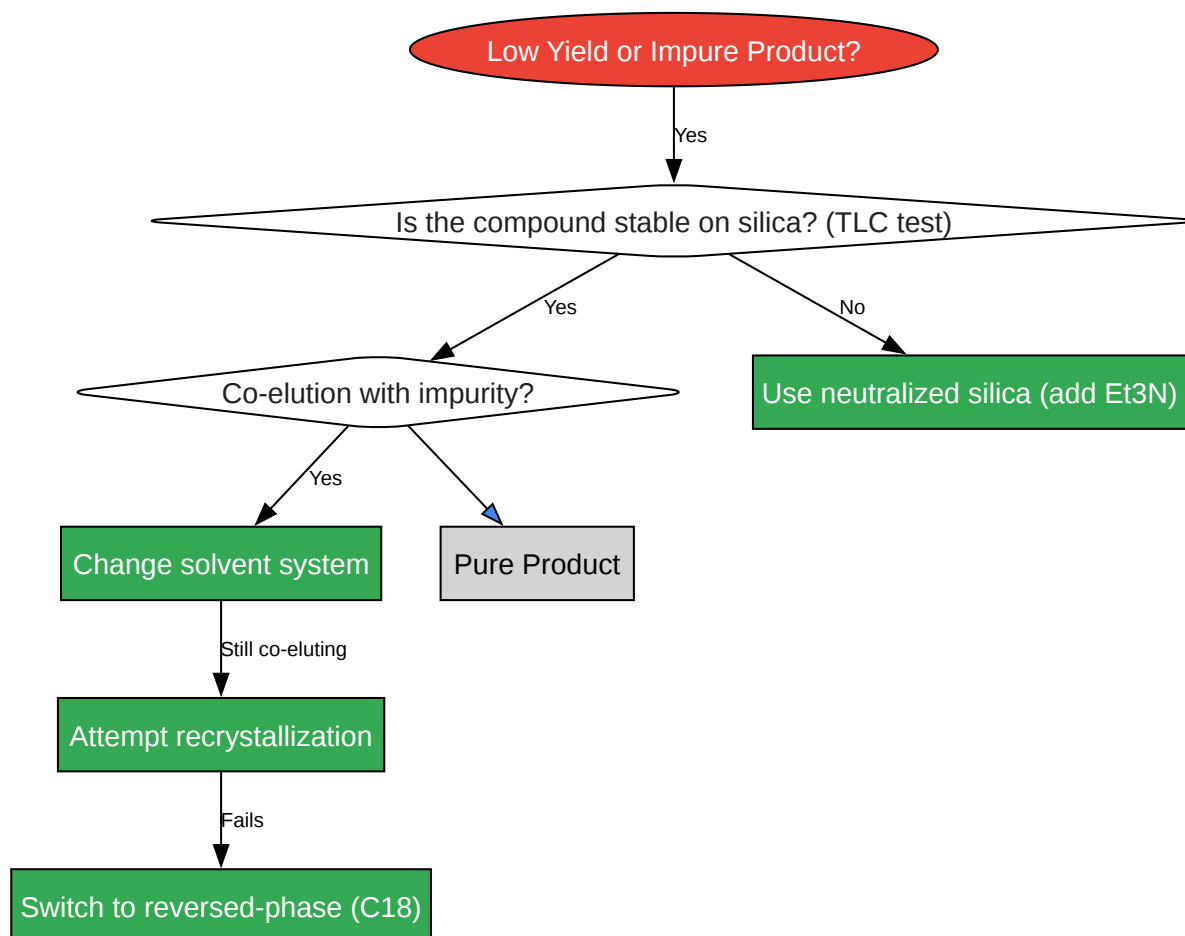 Low Yield or Impure Product?
Yes
Is the compound stable on silica? (TLC test)
Yes
No
Co-elution with impurity?
Use neutralized silica (add Et3N)
Yes
Change solvent system
Pure Product
Still co-eluting
Attempt recrystallization
Fails
Switch to reversed-phase (C18)